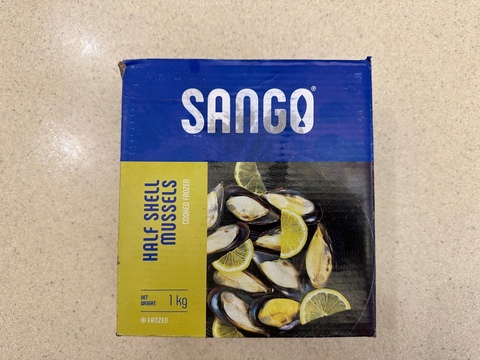 SANGO®
HALF SHELL
MUSSELS
COOKED FROZEN
NET
WEIGHT: 1 kg
FROZEN